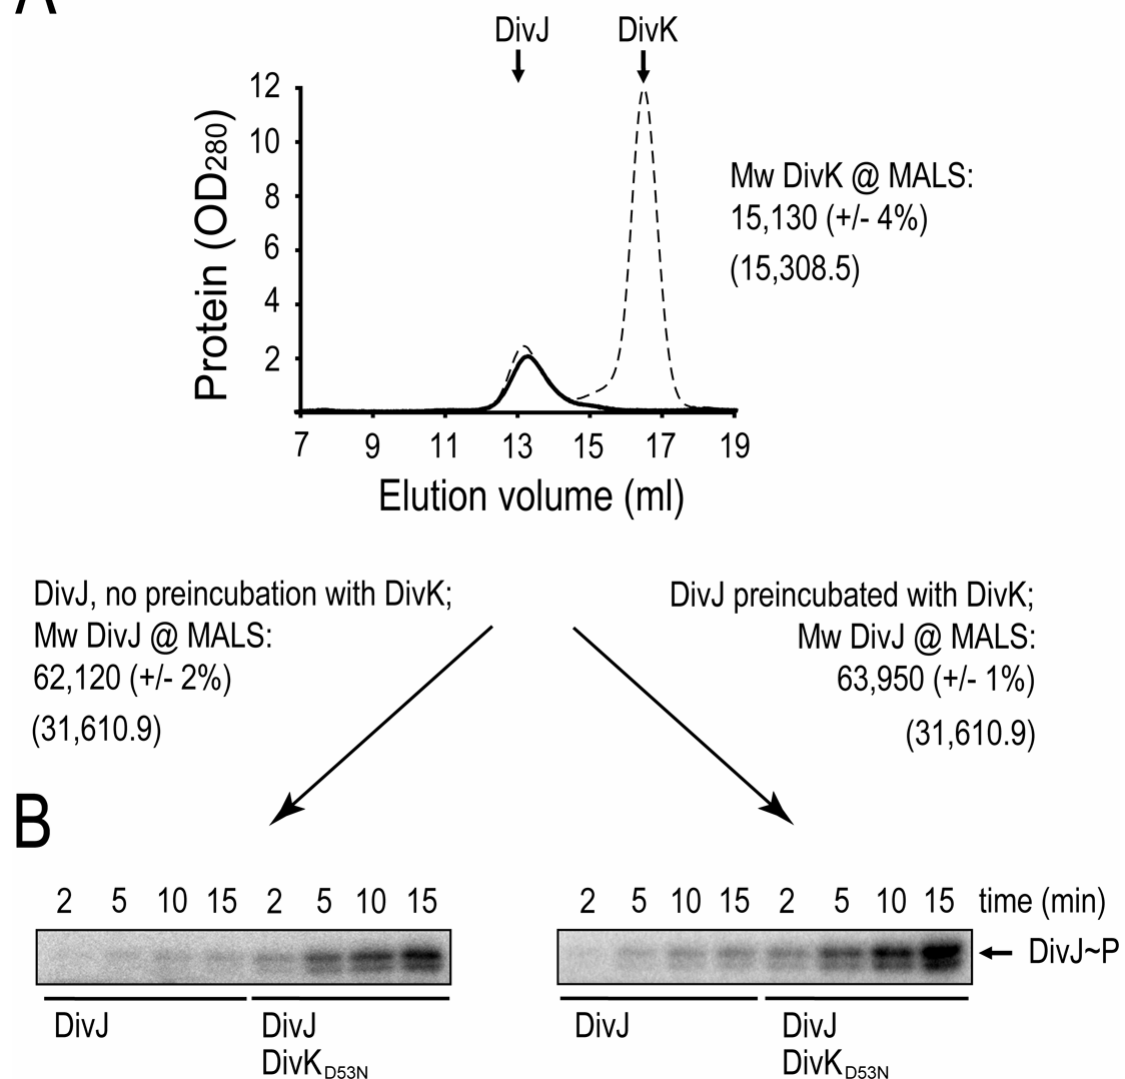 A
DivJ DivK
12
10
8
6
4
2
Protein (OD280)
7 9 11 13 15 17 19
Elution volume (ml)
Mw DivK @ MALS:
15,130 (+/- 4%)
(15,308.5)
DivJ, no preincubation with DivK;
Mw DivJ @ MALS:
62,120 (+/- 2%)
(31,610.9)
DivJ preincubated with DivK;
Mw DivJ @ MALS:
63,950 (+/- 1%)
(31,610.9)
B
2 5 10 15 2 5 10 15
2 5 10 15 2 5 10 15 time (min)
DivJ~P
DivJ DivJ
DivKD53N
DivJ DivJ
DivKD53N